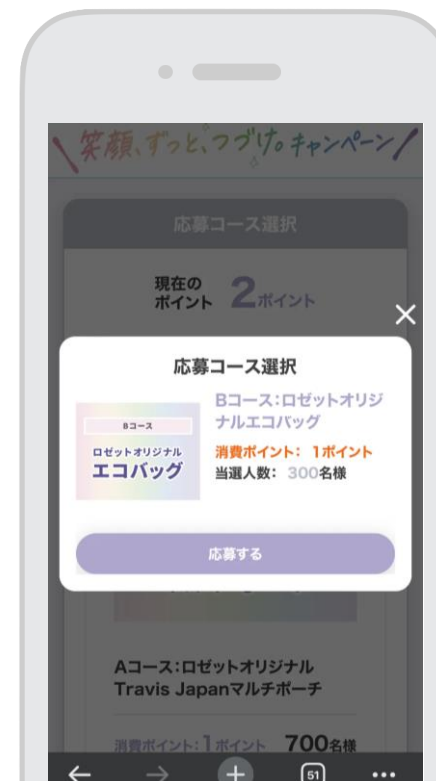 笑顔、ずっと、つづけ。キャンペーン
応募コース選択
現在の
ポイント
2ポイント
応募コース選択
Bコース
ロゼットオリジナル
エコバッグ
Bコース:ロゼットオリジ
ナルエコバッグ
消費ポイント: 1ポイント
当選人数: 300名様
応募する
Aコース:ロゼットオリジナル
Travis Japanマルチポーチ
消費ポイント:1ポイント 700名様
51